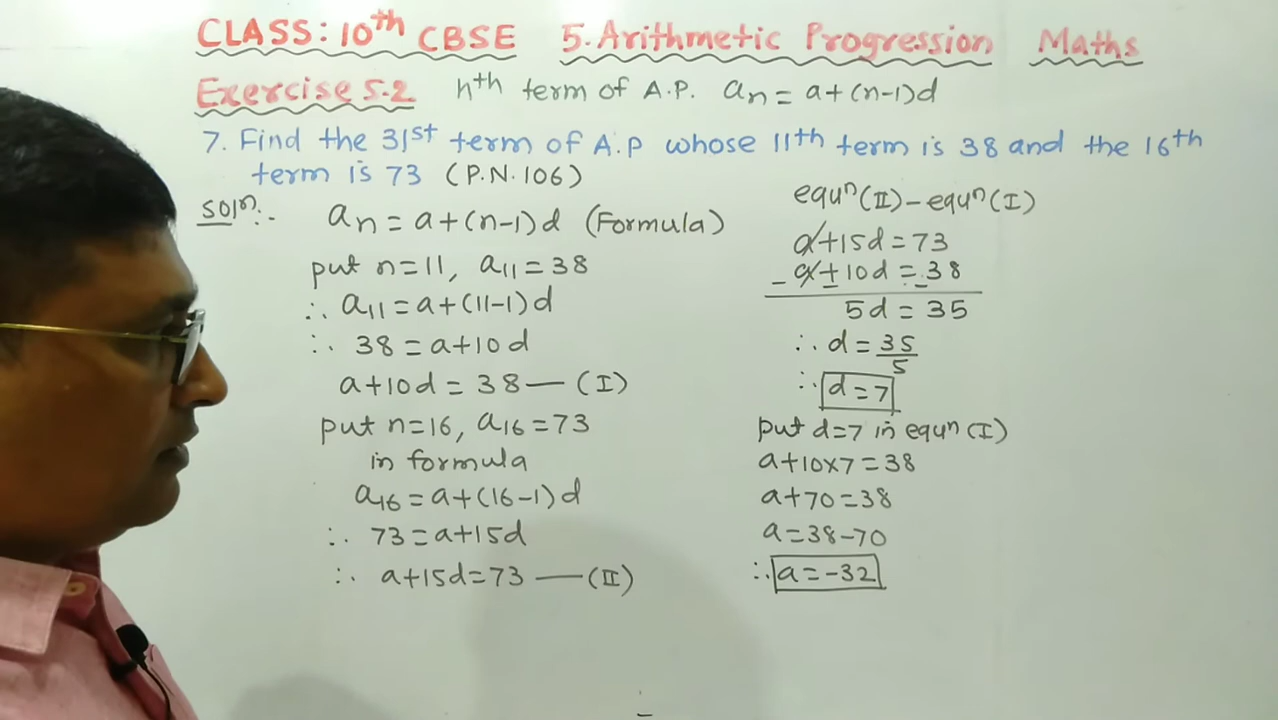 CLASS: 10th CBSE 5. Arithmetic Progression Maths
Exercise 5.2 nth term of A.P. an = a+(n-1)d
7. Find the 31st term of A.P whose 11th term is 38 and the 16th
term is 73 (P.N. 106)
Soln:-
an = a+(n-1)d (Formula)
put n=11, a11 = 38
∴ a11 = a+(11-1)d
∴ 38 = a+10d
a+10d = 38 — (I)
put n=16, a16 = 73
in formula
a16 = a+(16-1)d
∴ 73 = a+15d
∴ a+15d = 73 — (II)
equn (II) - equn (I)
a+15d = 73
- a+10d = 38
5d = 35
∴ d = 35/5
∴ d = 7
put d=7 in equn (I)
a+10x7 = 38
a+70 = 38
a = 38-70
∴ a = -32